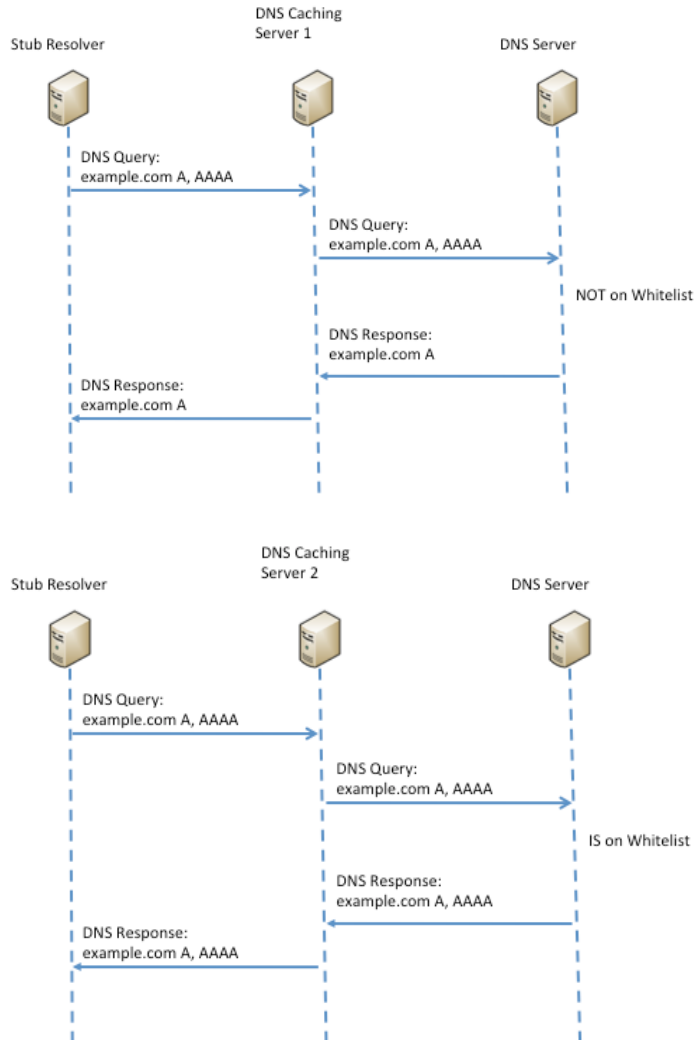 DNS Caching
Server 1
Stub Resolver
DNS Server
DNS Query:
example.com A, AAAA
DNS Query:
example.com A, AAAA
NOT on Whitelist
DNS Response:
example.com A
DNS Response:
example.com A
DNS Caching
Server 2
Stub Resolver
DNS Server
DNS Query:
example.com A, AAAA
DNS Query:
example.com A, AAAA
IS on Whitelist
DNS Response:
example.com A, AAAA
DNS Response:
example.com A, AAAA